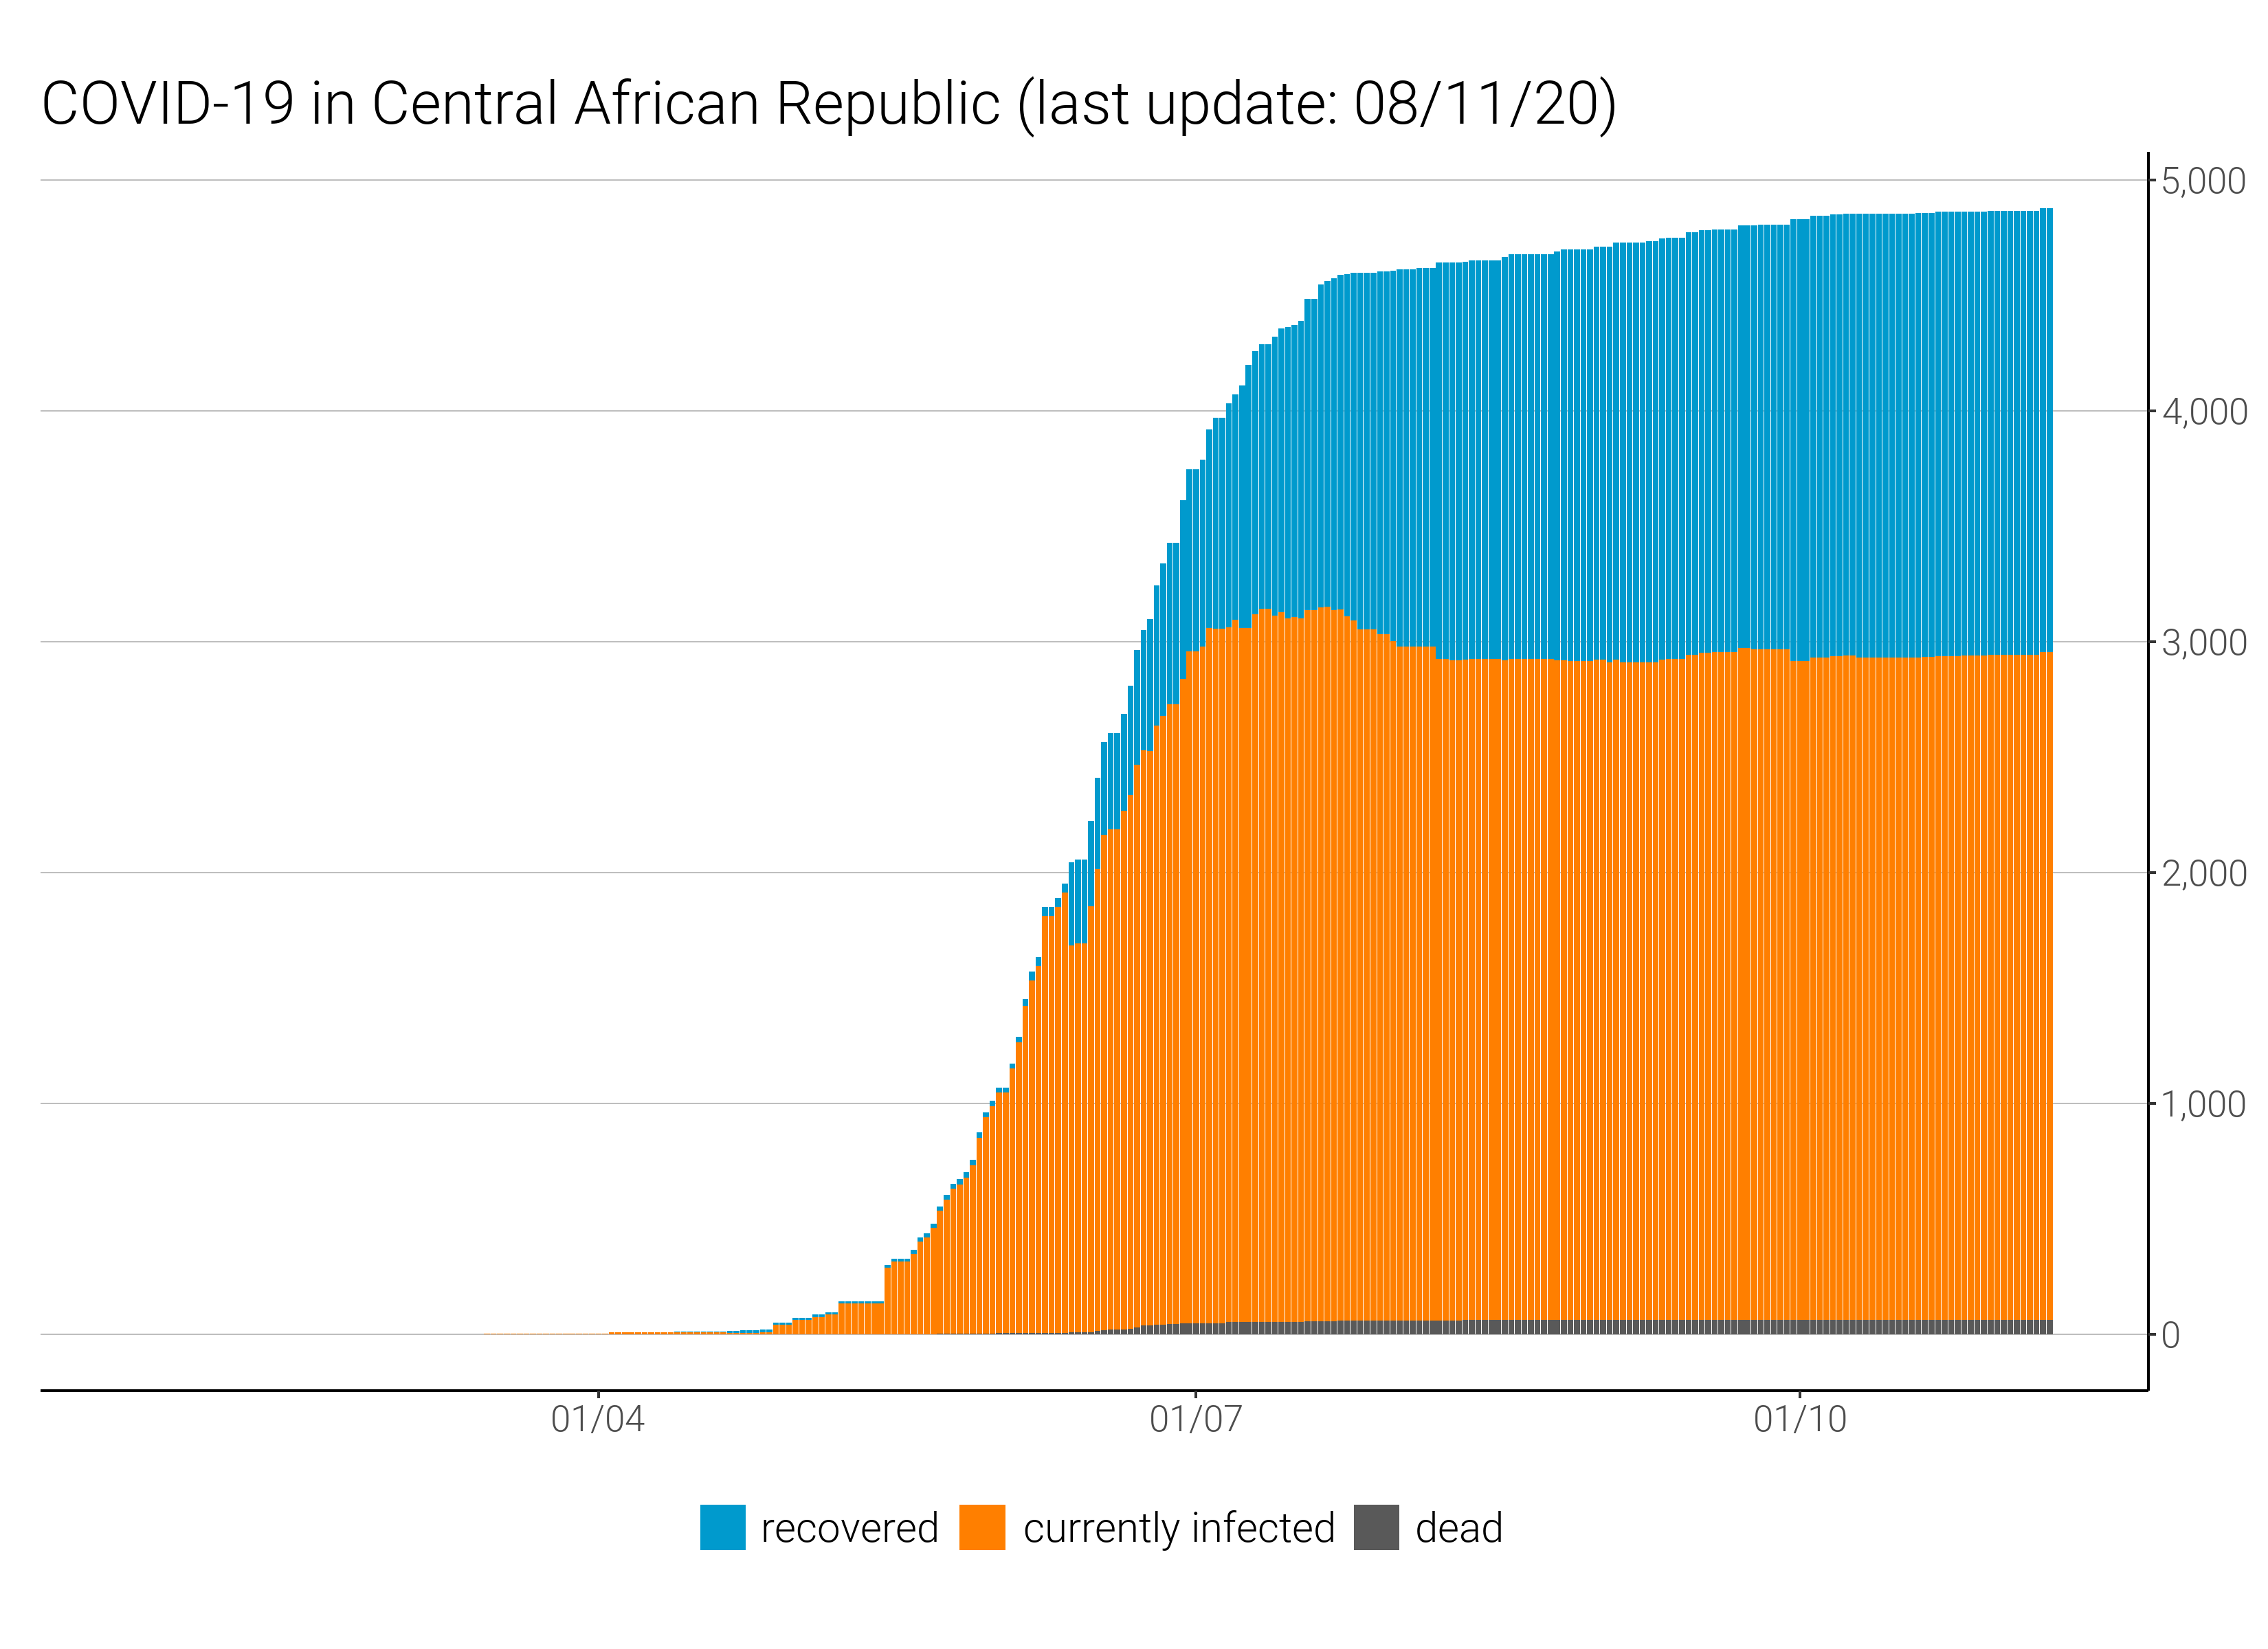 COVID-19 in Central African Republic (last update: 08/11/20)
5,000
4,000
3,000
2,000
1,000
0
01/04 01/07 01/10
recovered currently infected dead